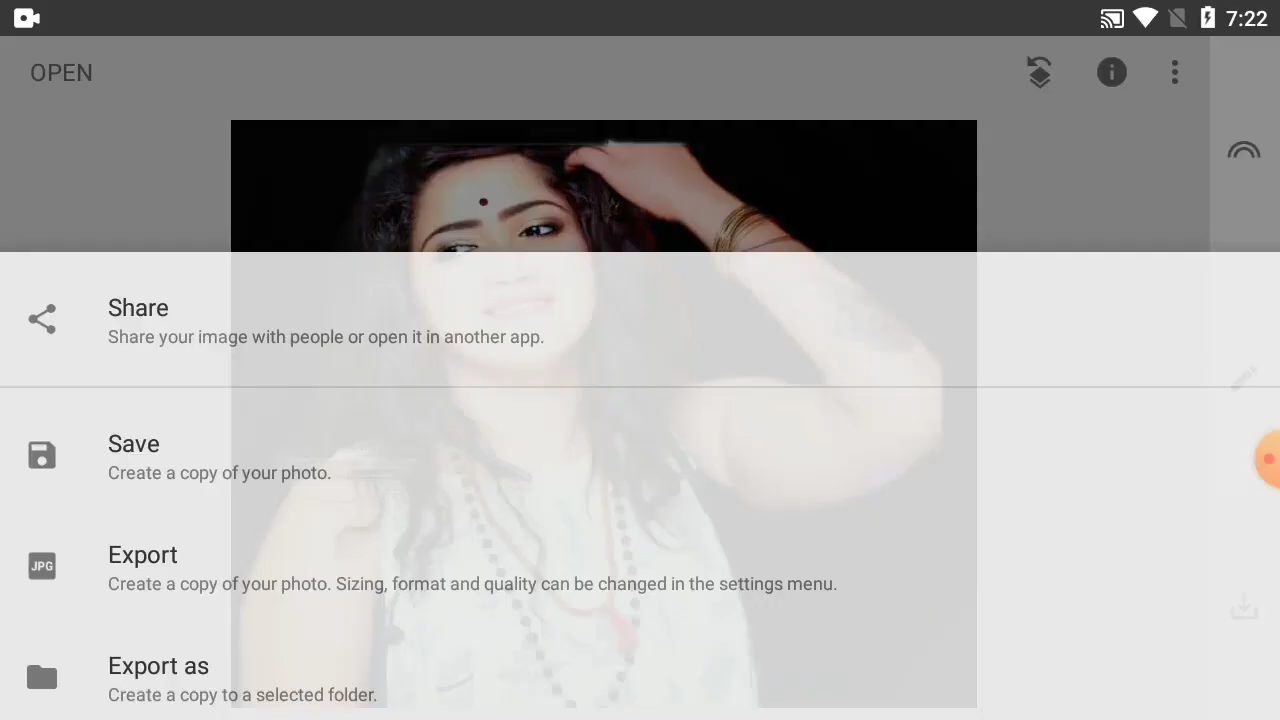 7:22
OPEN
Share
Share your image with people or open it in another app.
Save
Create a copy of your photo.
JPG
Export
Create a copy of your photo. Sizing, format and quality can be changed in the settings menu.
Export as
Create a copy to a selected folder.